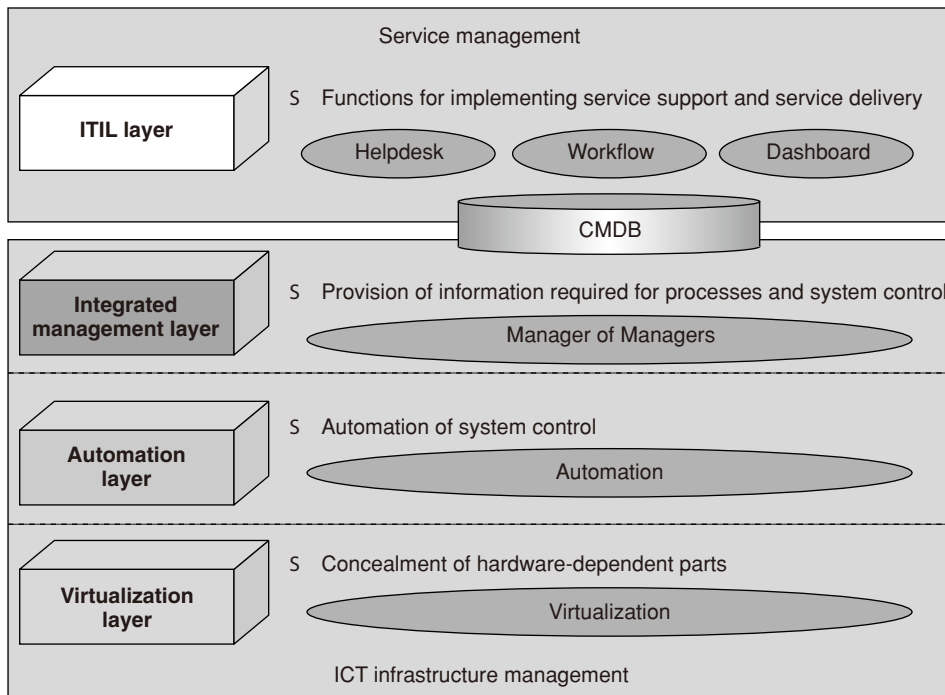 Service management
ITIL layer
S Functions for implementing service support and service delivery
Helpdesk
Workflow
Dashboard
CMDB
Integrated
management layer
S Provision of information required for processes and system control
Manager of Managers
Automation
layer
S Automation of system control
Automation
Virtualization
layer
S Concealment of hardware-dependent parts
Virtualization
ICT infrastructure management